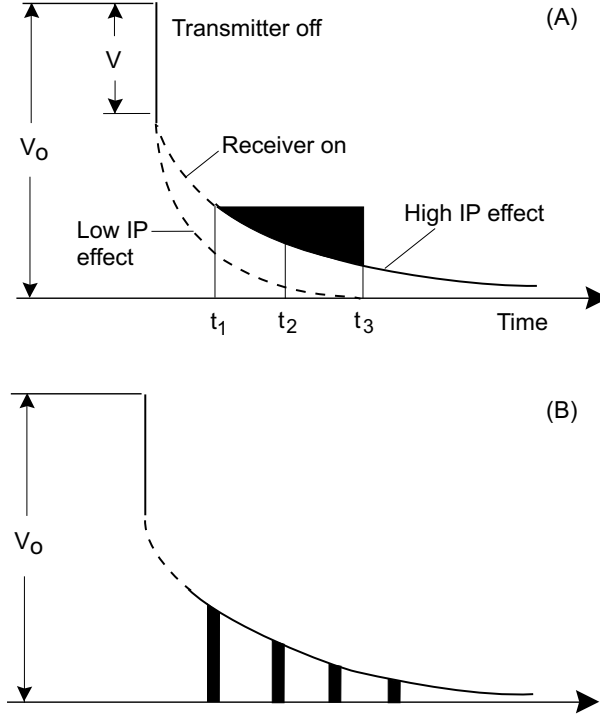 (A)
Transmitter off
V
Vo
Receiver on
High IP effect
Low IP
effect
t1 t2 t3 Time
(B)
Vo